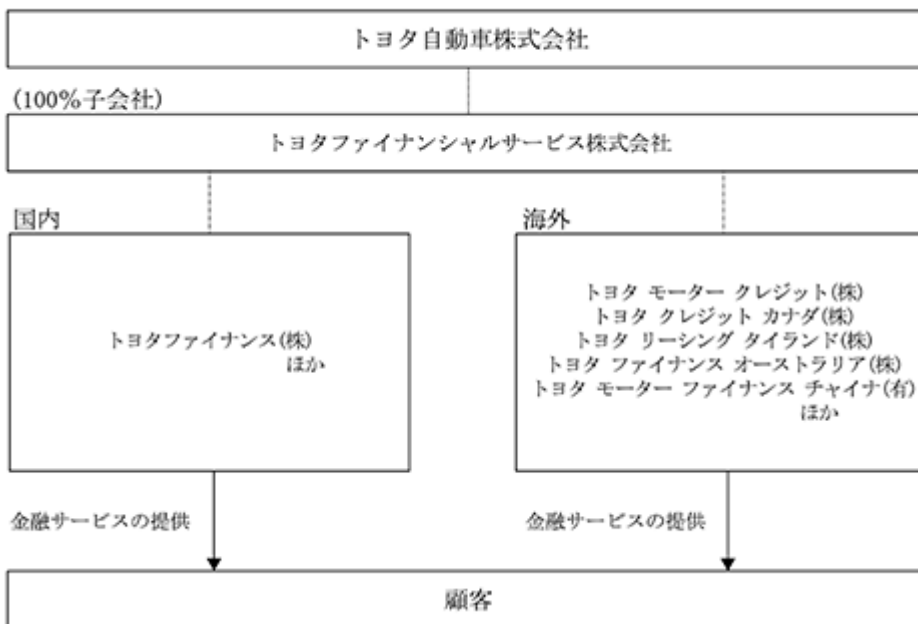 トヨタ自動車株式会社
(100%子会社)
トヨタファイナンシャルサービス株式会社
国内
トヨタファイナンス(株)
ほか
海外
トヨタ モーター クレジット(株)
トヨタ クレジット カナダ(株)
トヨタ リーシング タイランド(株)
トヨタ ファイナンス オーストラリア(株)
トヨタ モーター ファイナンス チャイナ(有)
ほか
金融サービスの提供
金融サービスの提供
顧客